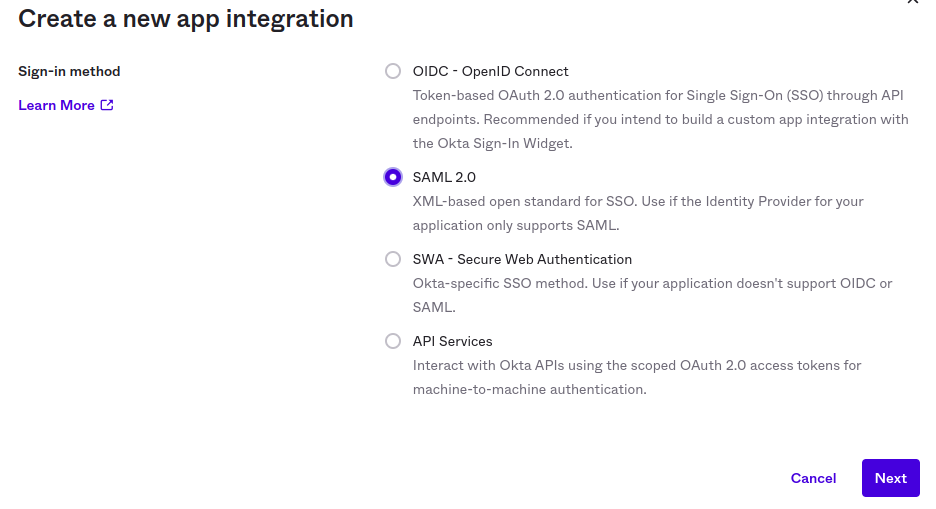 Create a new app integration
Sign-in method
Learn More
OIDC - OpenID Connect
Token-based OAuth 2.0 authentication for Single Sign-On (SSO) through API
endpoints. Recommended if you intend to build a custom app integration with
the Okta Sign-In Widget.
SAML 2.0
XML-based open standard for SSO. Use if the Identity Provider for your
application only supports SAML.
SWA - Secure Web Authentication
Okta-specific SSO method. Use if your application doesn't support OIDC or
SAML.
API Services
Interact with Okta APIs using the scoped OAuth 2.0 access tokens for
machine-to-machine authentication.
Cancel
Next